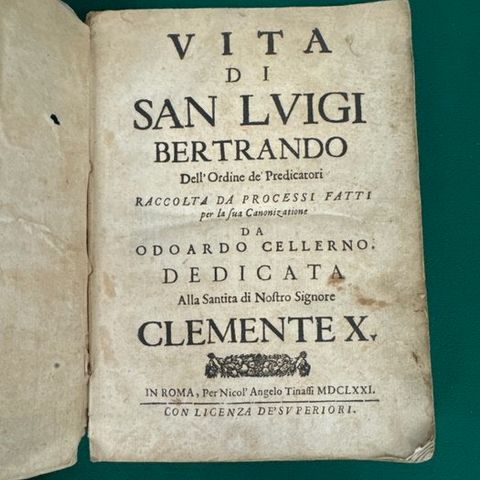 VITA
DI
SAN LVIGI
BERTRANDO
Dell' Ordine de' Predicatori
RACCOLTA DA PROCESSI FATTI
per la sua Canonizatione
DA
ODOARDO CELLERNO.
DEDICATA
Alla Santita di Nostro Signore
CLEMENTE X.
IN ROMA, Per Nicol' Angelo Tinassi MDCLXXI.
CON LICENZA DE' SVPERIORI.